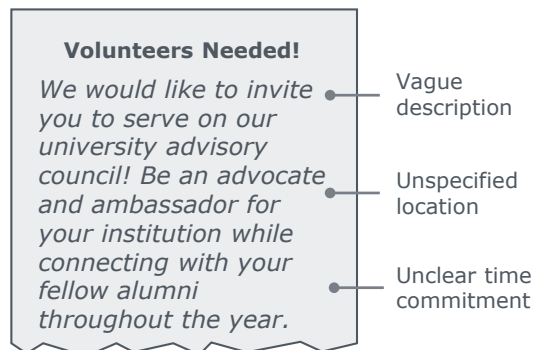 Volunteers Needed!
We would like to invite
you to serve on our
university advisory
council! Be an advocate
and ambassador for
your institution while
connecting with your
fellow alumni
throughout the year.
Vague
description
Unspecified
location
Unclear time
commitment